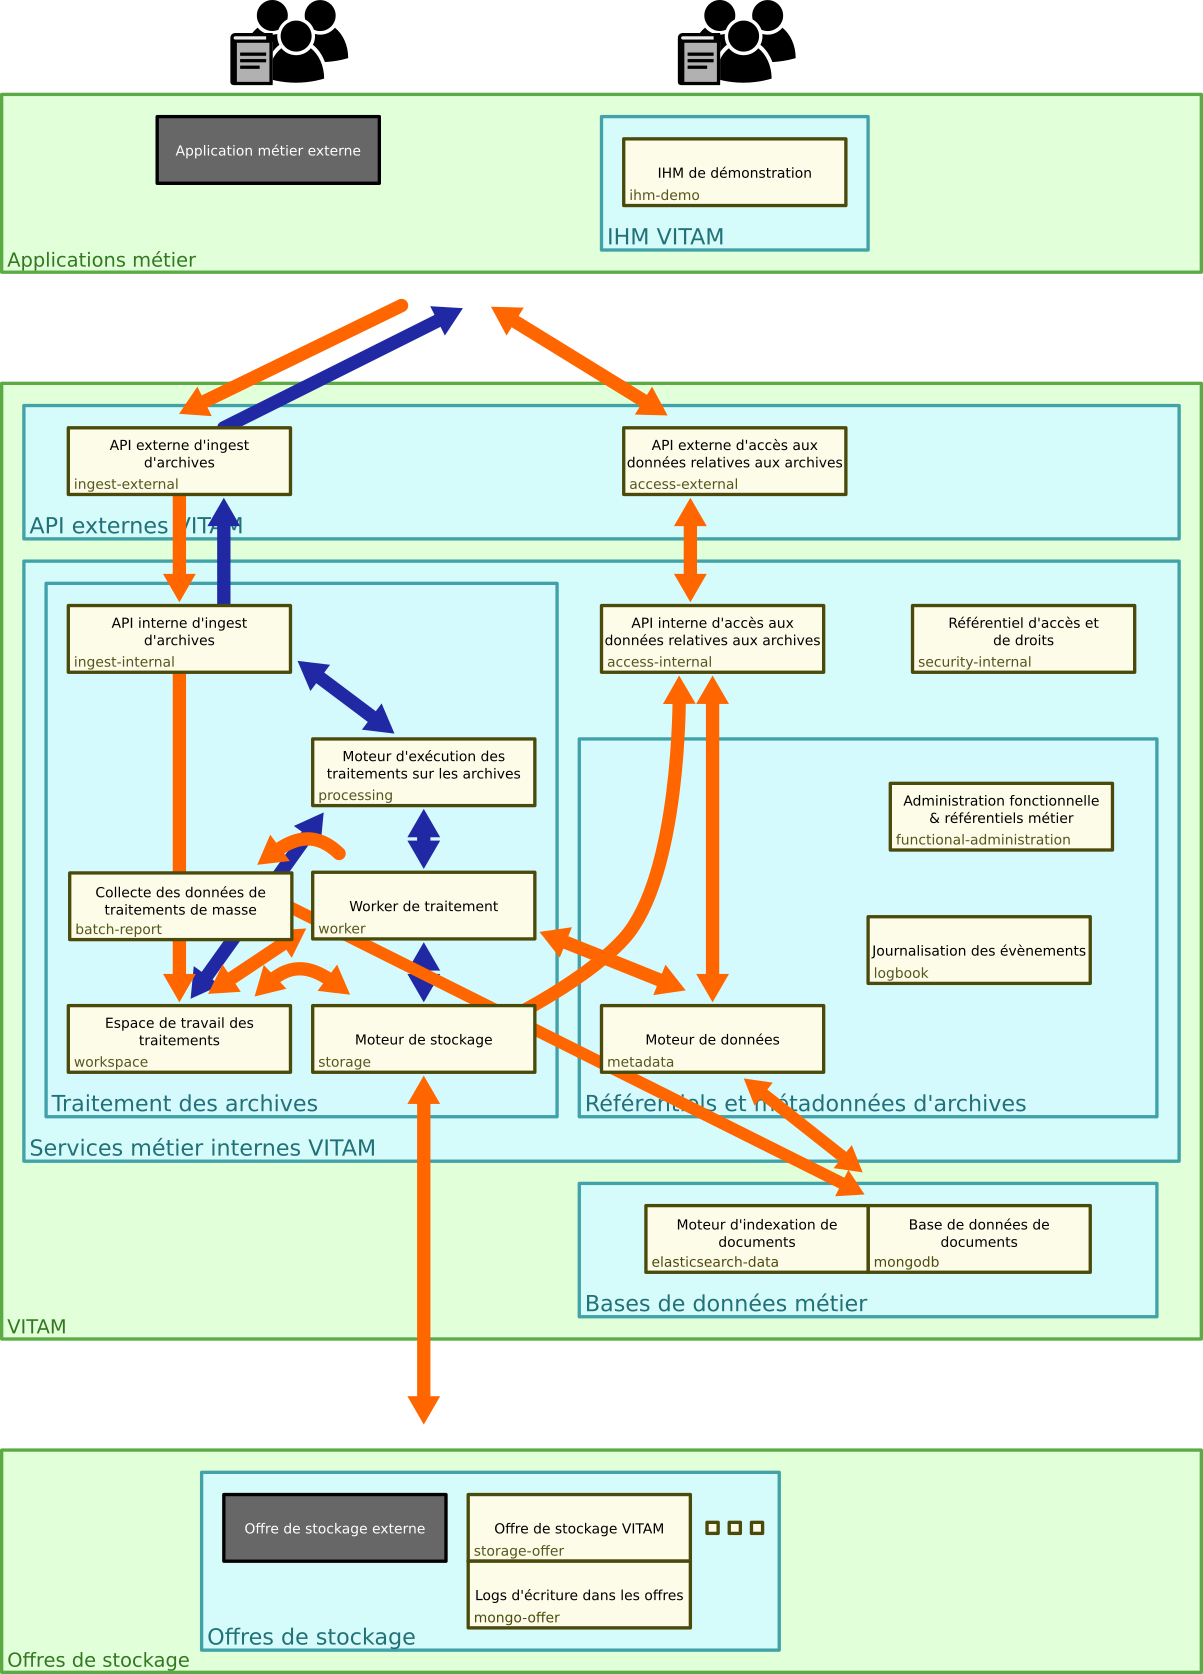 Application métier externe
IHM de démonstration
ihm-demo
IHM VITAM
Applications métier
API externe d'ingest
d'archives
ingest-external
API externe d'accès aux
données relatives aux archives
access-external
API externes VITAM
API interne d'ingest
d'archives
ingest-internal
API interne d'accès aux
données relatives aux archives
access-internal
Référentiel d'accès et
de droits
security-internal
Moteur d'exécution des
traitements sur les archives
processing
Administration fonctionnelle
& référentiels métier
functional-administration
Collecte des données de
traitements de masse
batch-report
Worker de traitement
worker
Journalisation des évènements
logbook
Espace de travail des
traitements
workspace
Moteur de stockage
storage
Moteur de données
metadata
Traitement des archives
Référentiels et métadonnées d'archives
Services métier internes VITAM
Moteur d'indexation de
documents
elasticsearch-data
Base de données de
documents
mongodb
Bases de données métier
VITAM
Offre de stockage externe
Offre de stockage VITAM
storage-offer
Logs d'écriture dans les offres
mongo-offer
Offres de stockage
Offres de stockage